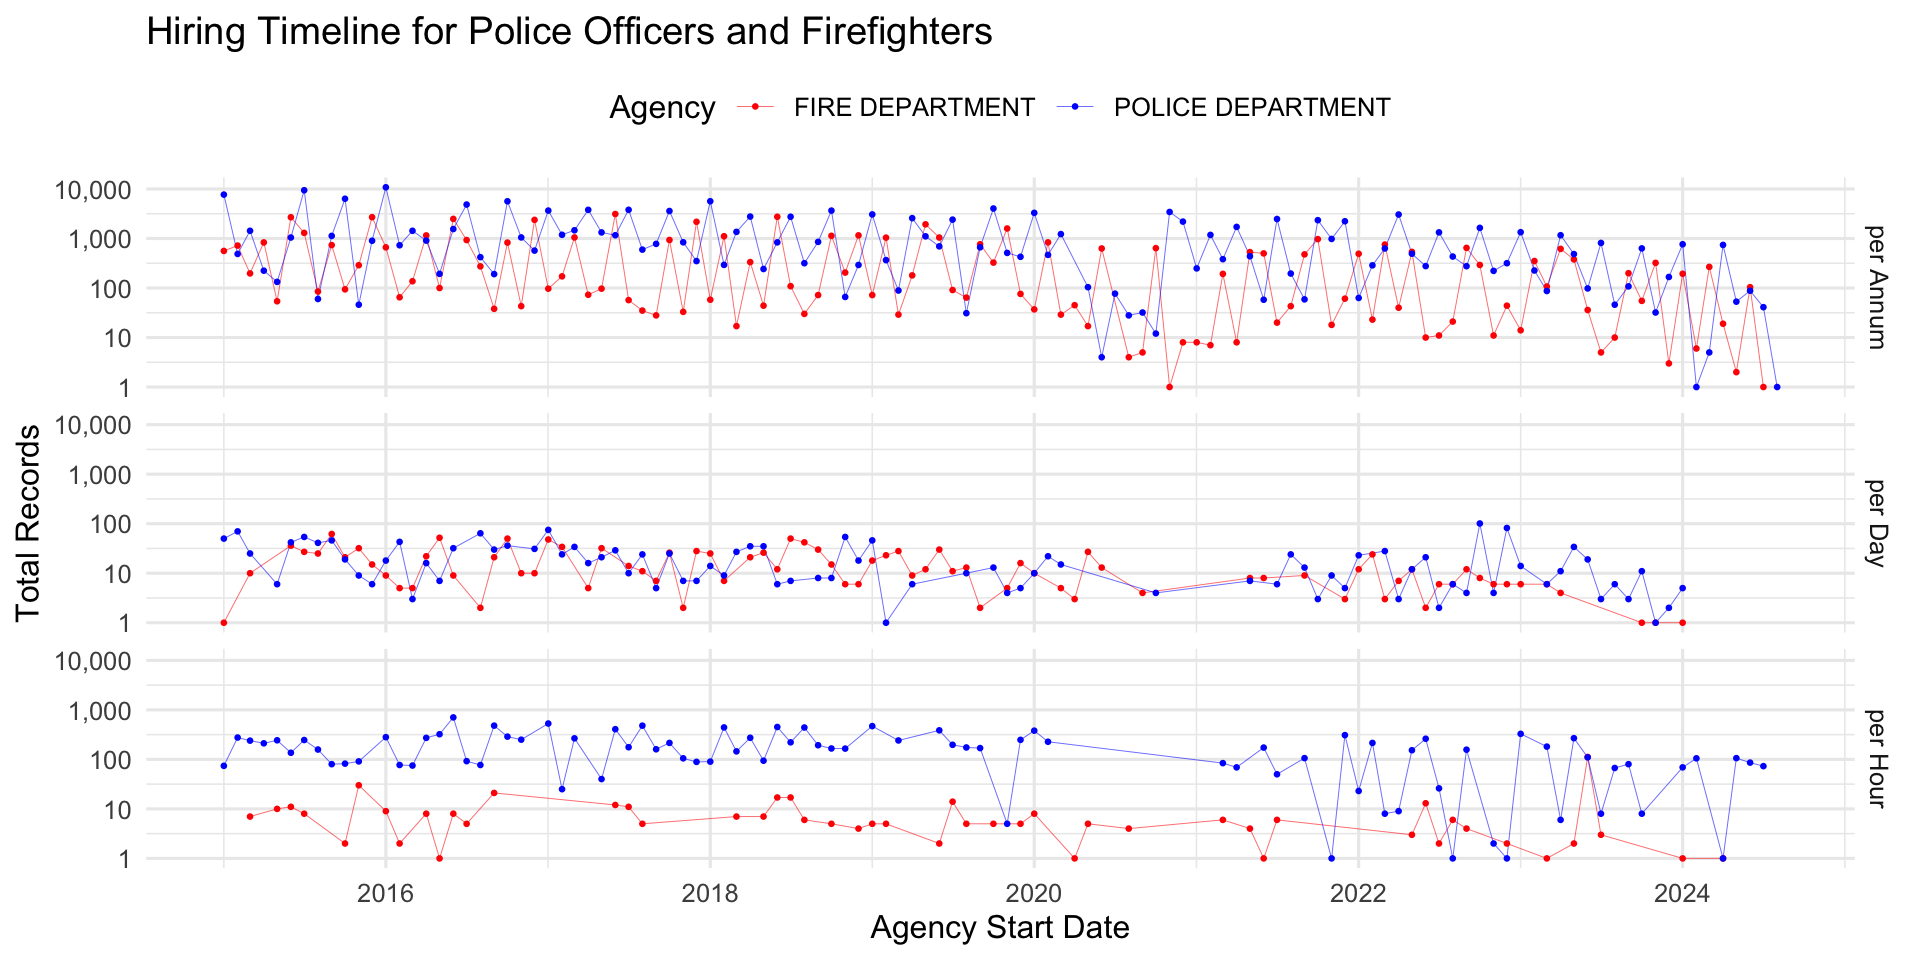 Hiring Timeline for Police Officers and Firefighters
Agency FIRE DEPARTMENT POLICE DEPARTMENT
10,000
1,000
100
10
1
per Annum
10,000
1,000
100
10
1
per Day
10,000
1,000
100
10
1
per Hour
Total Records
2016 2018 2020 2022 2024
Agency Start Date